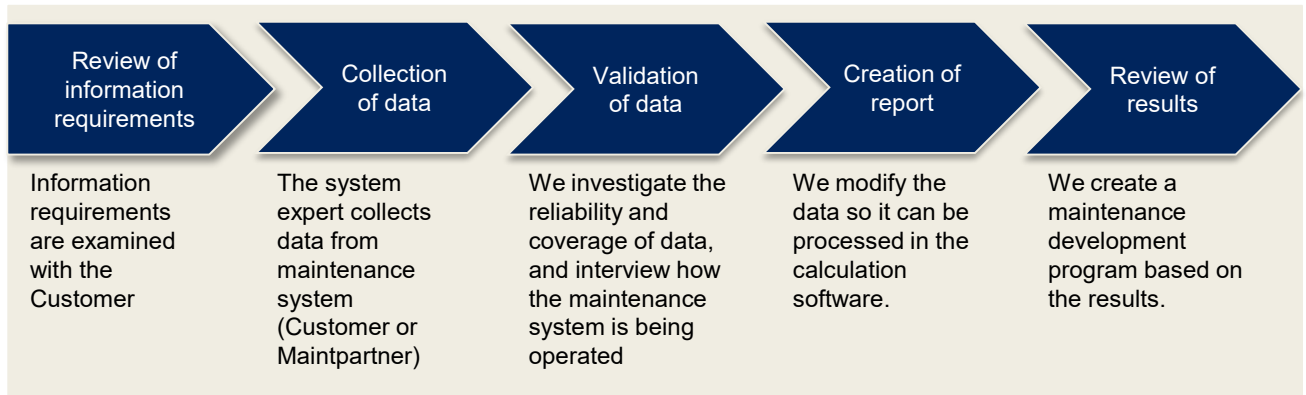 Review of
information
requirements
Information
requirements
are examined
with the
Customer
Collection
of data
The system
expert collects
data from
maintenance
system
(Customer or
Maintpartner)
Validation
of data
We investigate the
reliability and
coverage of data,
and interview how
the maintenance
system is being
operated
Creation of
report
We modify the
data so it can be
processed in the
calculation
software.
Review of
results
We create a
maintenance
development
program based on
the results.